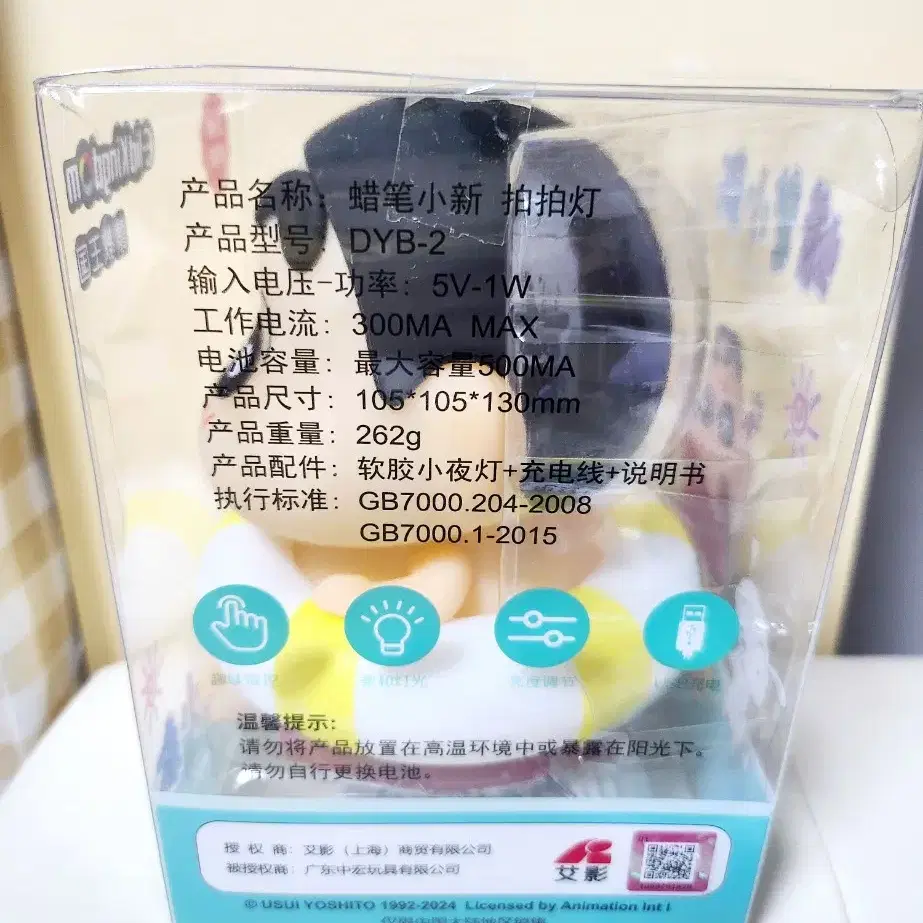 产品名称：蜡笔小新 拍拍灯
产品型号：DYB-2
输入电压-功率：5V-1W
工作电流：300MA MAX
电池容量：最大容量500MA
产品尺寸：105*105*130mm
产品重量：262g
产品配件：软胶小夜灯+充电线+说明书
执行标准：GB7000.204-2008
GB7000.1-2015
亮度调节
温馨提示：
请勿将产品放置在高温环境中或暴露在阳光下。
请勿自行更换电池。
授权商：艾影（上海）商贸有限公司
被授权商：广东中宏玩具有限公司
艾影
© USUI YOSHITO 1992-2024 Licensed by Animation Int'l